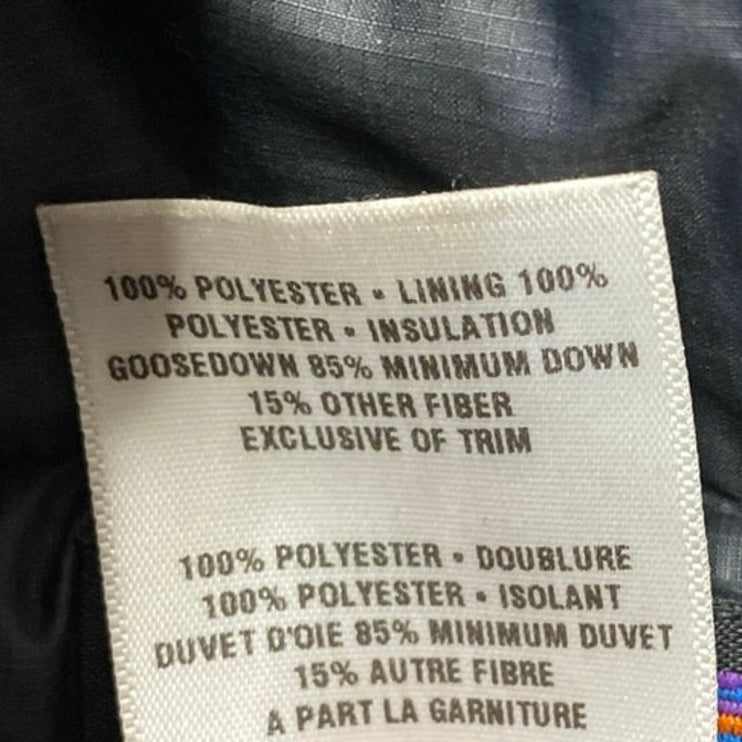 100% POLYESTER • LINING 100%
POLYESTER • INSULATION
GOOSEDOWN 85% MINIMUM DOWN
15% OTHER FIBER
EXCLUSIVE OF TRIM
100% POLYESTER • DOUBLURE
100% POLYESTER • ISOLANT
DUVET D'OIE 85% MINIMUM DUVET
15% AUTRE FIBRE
A PART LA GARNITURE